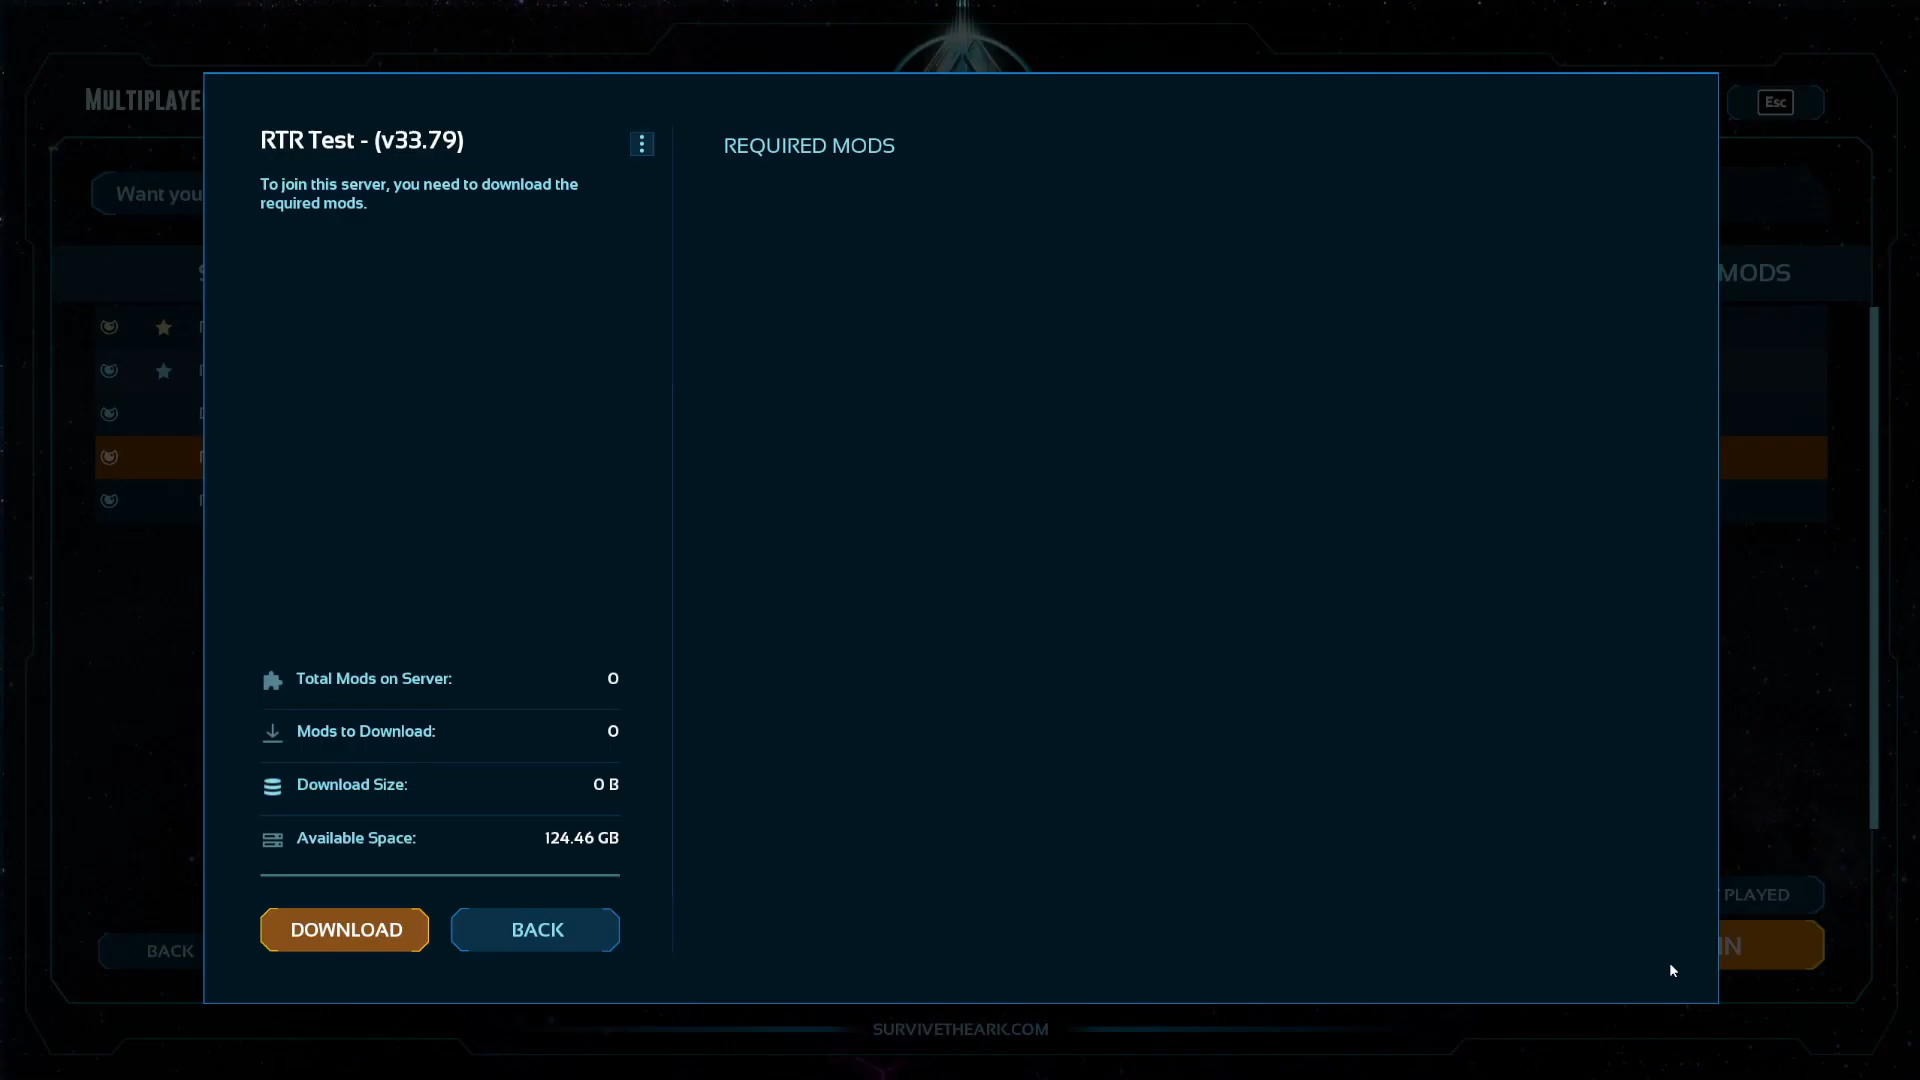 MULTIPLAYE
Esc
RTR Test - (v33.79)
REQUIRED MODS
To join this server, you need to download the
required mods.
Want you
MODS
Total Mods on Server: 0
Mods to Download: 0
Download Size: 0 B
Available Space: 124.46 GB
PLAYED
DOWNLOAD
BACK
BACK
IN
SURVIVETHEARK.COM